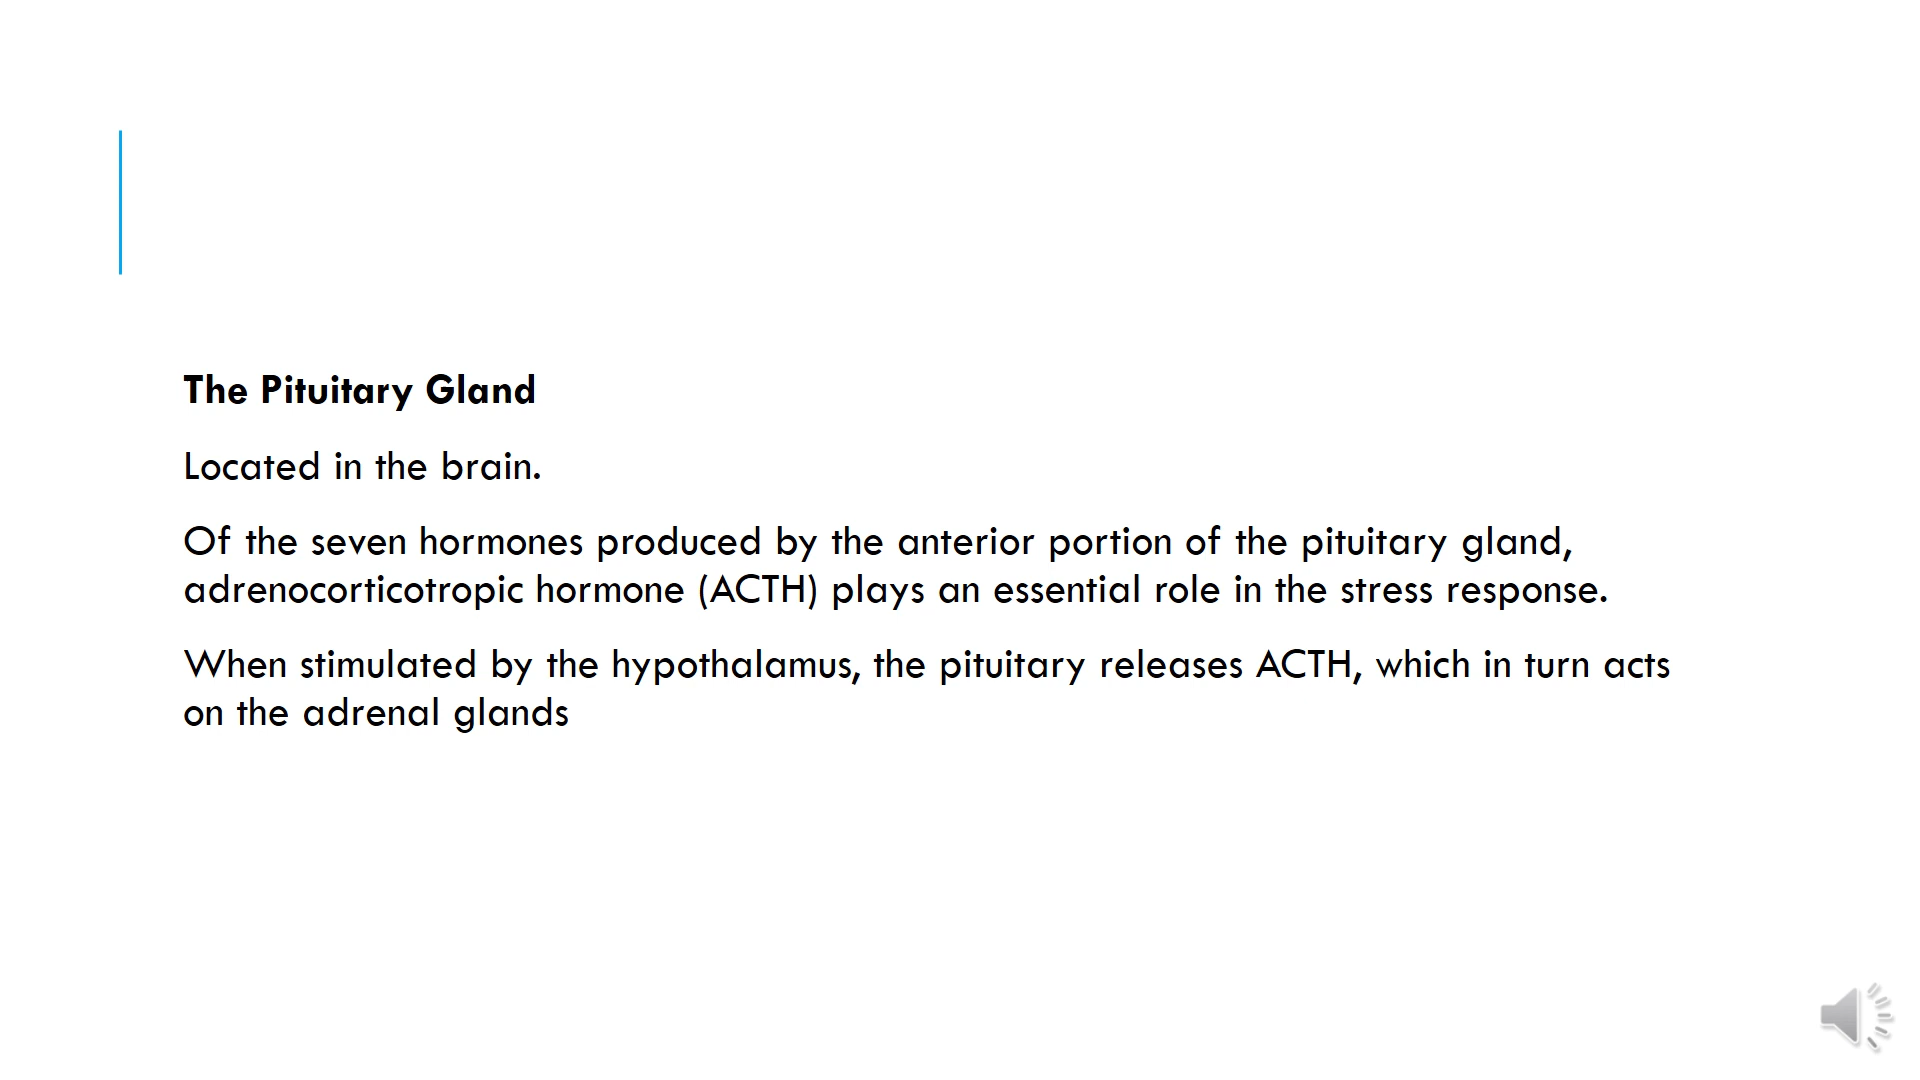 The Pituitary Gland
Located in the brain.
Of the seven hormones produced by the anterior portion of the pituitary gland,
adrenocorticotropic hormone (ACTH) plays an essential role in the stress response.
When stimulated by the hypothalamus, the pituitary releases ACTH, which in turn acts
on the adrenal glands